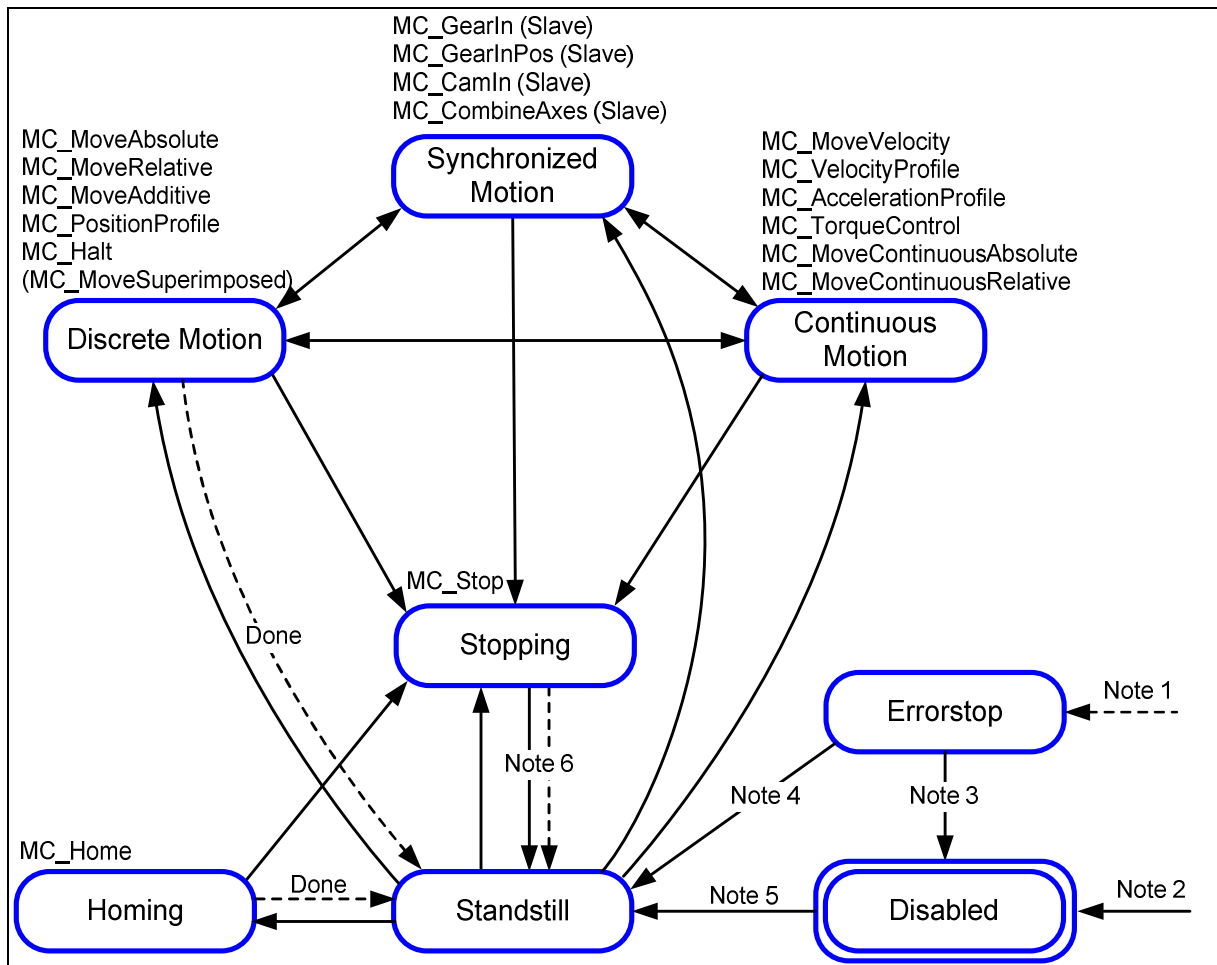 MC_GearIn (Slave)
MC_GearInPos (Slave)
MC_CamIn (Slave)
MC_CombineAxes (Slave)
MC_MoveAbsolute
MC_MoveRelative
MC_MoveAdditive
MC_PositionProfile
MC_Halt
(MC_MoveSuperimposed)
Synchronized
Motion
MC_MoveVelocity
MC_VelocityProfile
MC_AccelerationProfile
MC_TorqueControl
MC_MoveContinuousAbsolute
MC_MoveContinuousRelative
Discrete Motion
Continuous
Motion
MC_Stop
Done
Stopping
Errorstop
Note 1
Note 6
Note 4
Note 3
MC_Home
Homing
Done
Standstill
Note 5
Disabled
Note 2